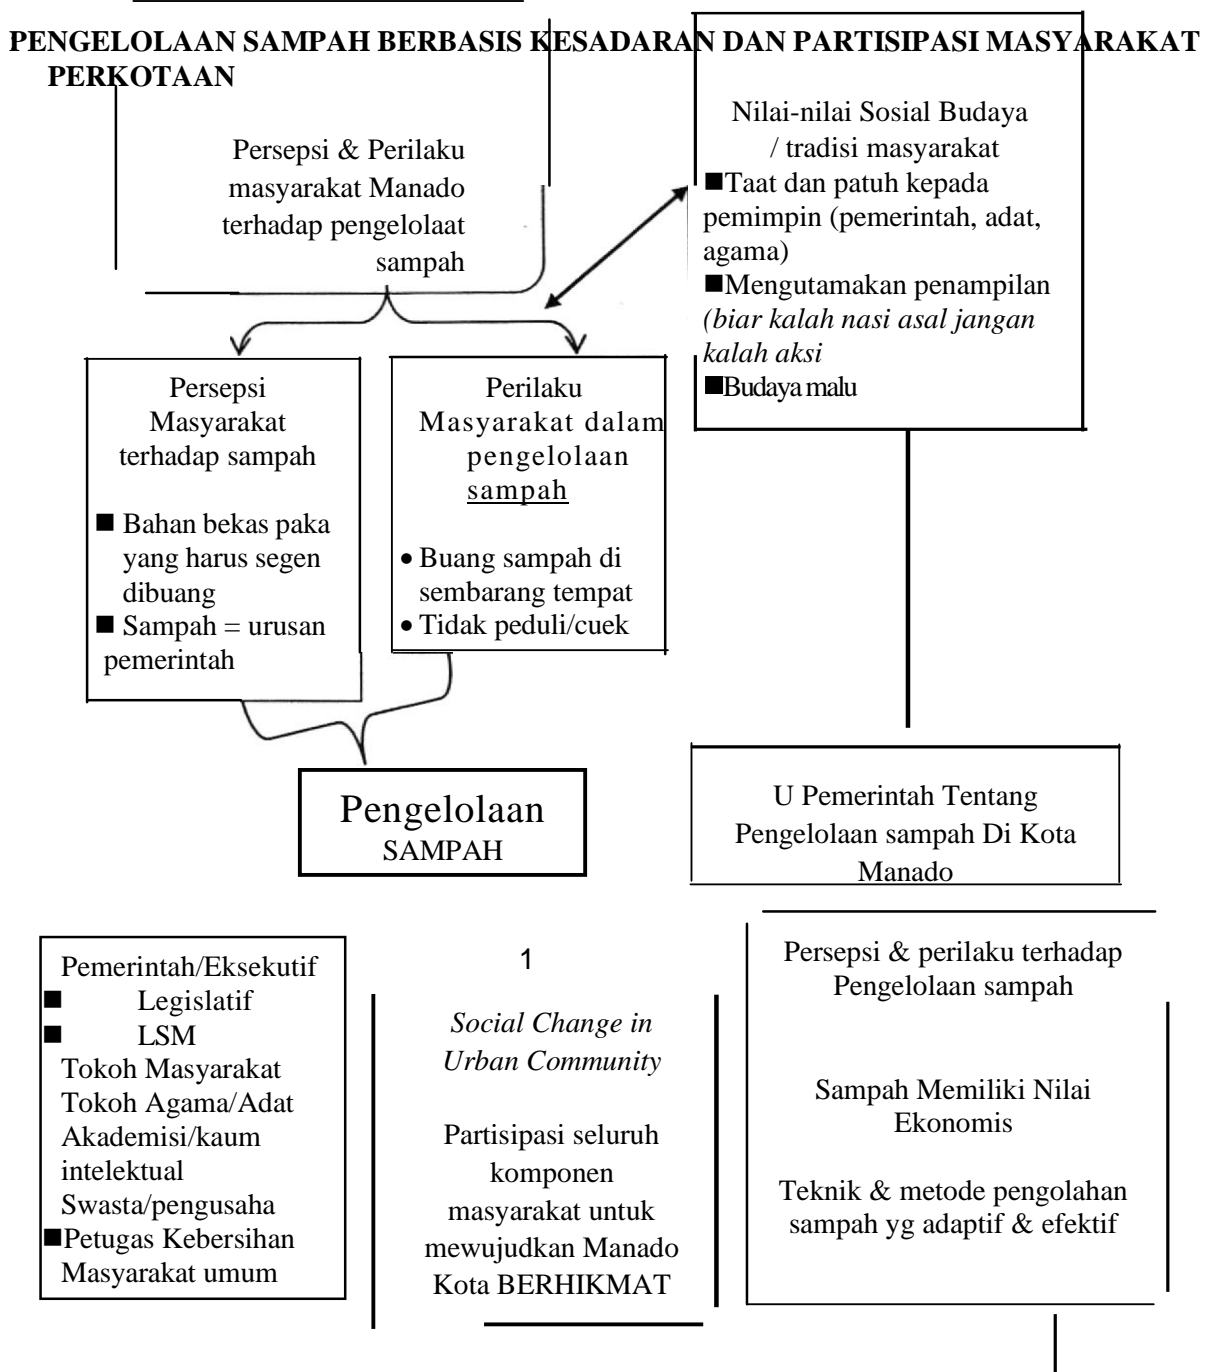 PENGELOLAAN SAMPAH BERBASIS KESADARAN DAN PARTISIPASI MASYARAKAT
PERKOTAAN
Persepsi & Perilaku
masyarakat Manado
terhadap pengelolaat
sampah
Nilai-nilai Sosial Budaya
/ tradisi masyarakat
■Taat dan patuh kepada
pemimpin (pemerintah, adat,
agama)
■Mengutamakan penampilan
(biar kalah nasi asal jangan
kalah aksi
■Budaya malu
Persepsi
Masyarakat
terhadap sampah
■ Bahan bekas paka
yang harus segen
dibuang
■ Sampah = urusan
pemerintah
Perilaku
Masyarakat dalam
pengelolaan
sampah
• Buang sampah di
sembarang tempat
• Tidak peduli/cuek
Pengelolaan
SAMPAH
U Pemerintah Tentang
Pengelolaan sampah Di Kota
Manado
Pemerintah/Eksekutif
■ Legislatif
■ LSM
Tokoh Masyarakat
Tokoh Agama/Adat
Akademisi/kaum
intelektual
Swasta/pengusaha
■Petugas Kebersihan
Masyarakat umum
1
Social Change in
Urban Community
Partisipasi seluruh
komponen
masyarakat untuk
mewujudkan Manado
Kota BERHIKMAT
Persepsi & perilaku terhadap
Pengelolaan sampah
Sampah Memiliki Nilai
Ekonomis
Teknik & metode pengolahan
sampah yg adaptif & efektif